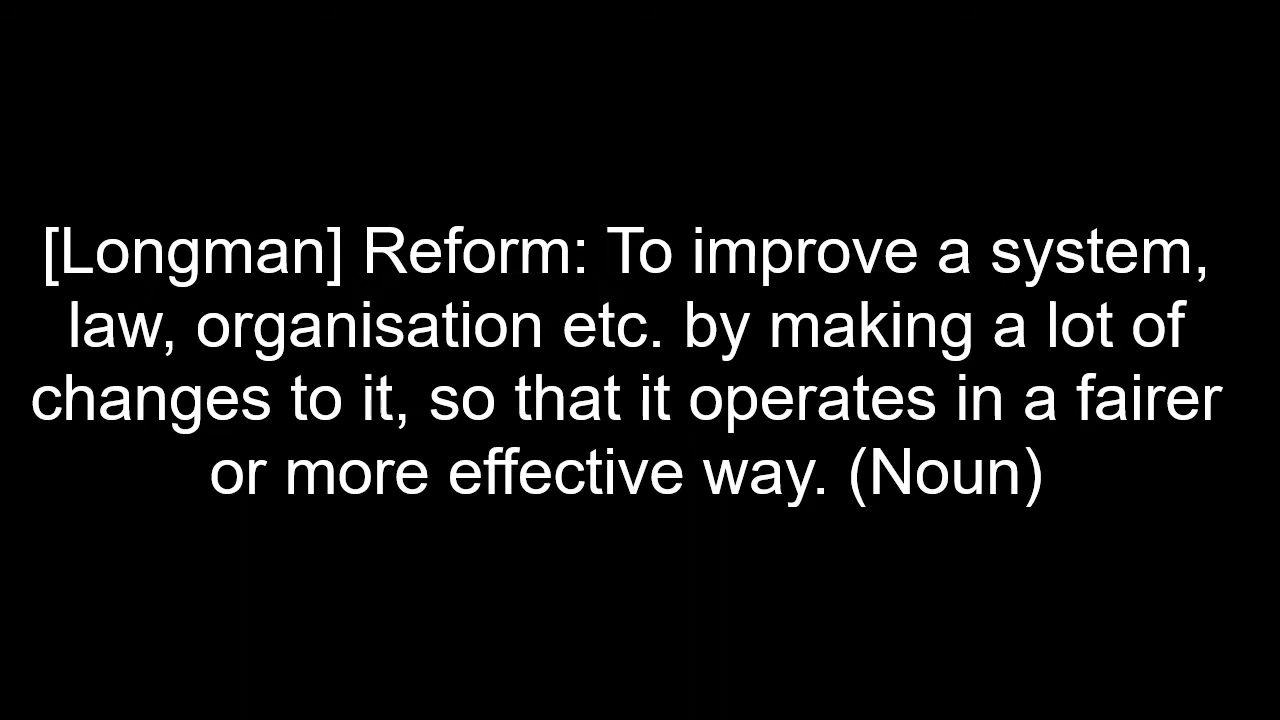 [Longman] Reform: To improve a system,
law, organisation etc. by making a lot of
changes to it, so that it operates in a fairer
or more effective way. (Noun)